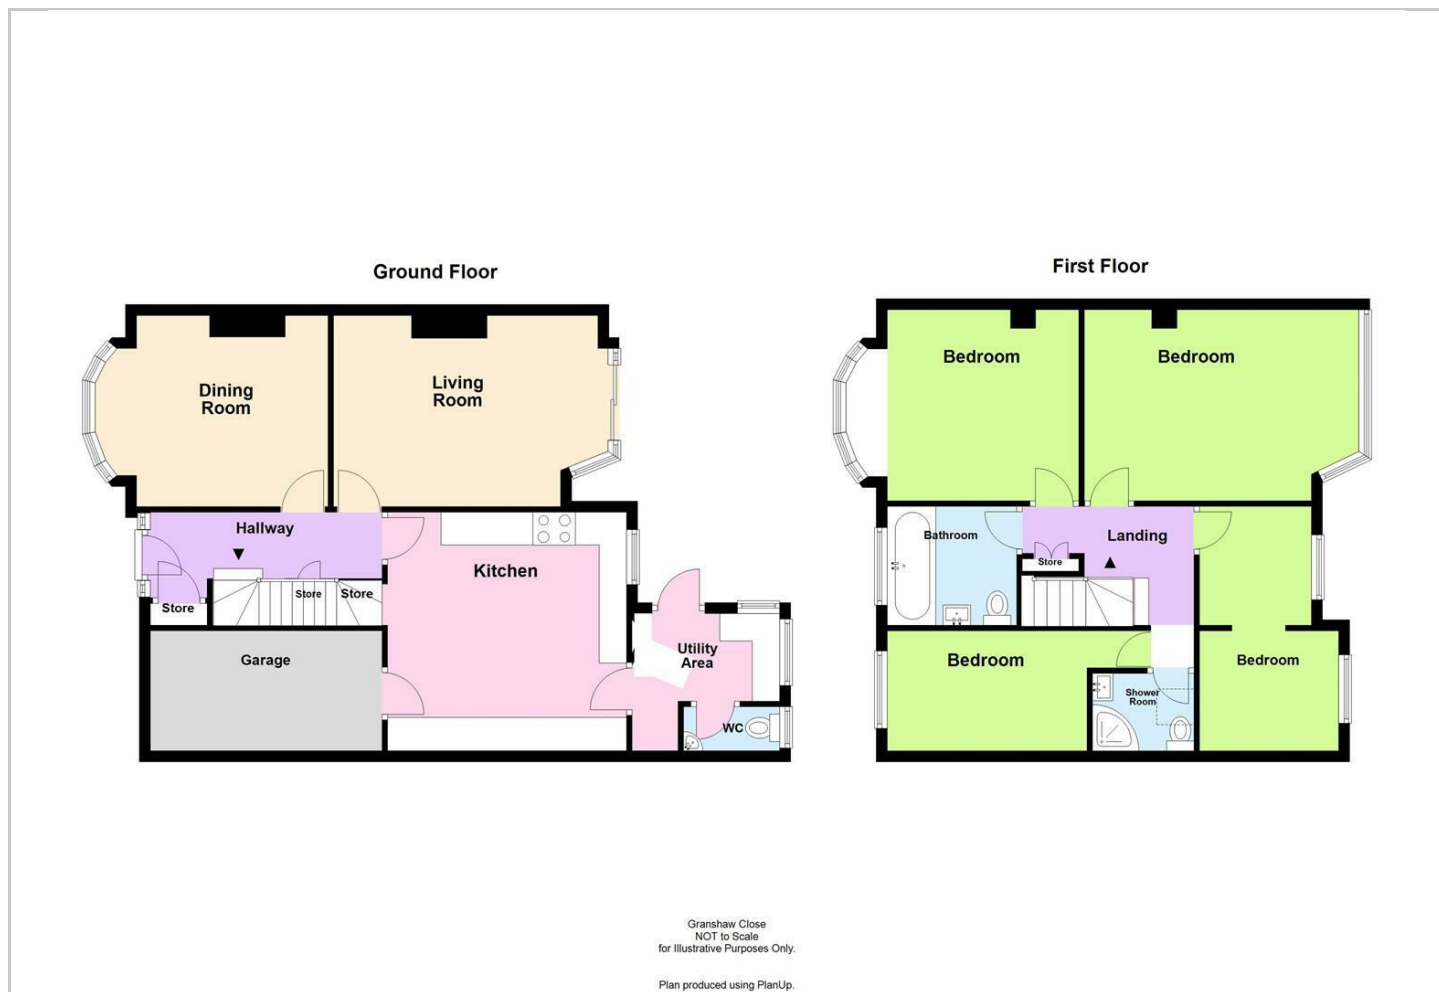 Ground Floor
Dining
Room
Living
Room
Hallway
Kitchen
Store
Store
Store
Garage
Utility
Area
WC
First Floor
Bedroom
Bedroom
Bathroom
Landing
Store
Bedroom
Shower
Room
Bedroom
Granshaw Close
NOT to Scale
for Illustrative Purposes Only.
Plan produced using PlanUp.